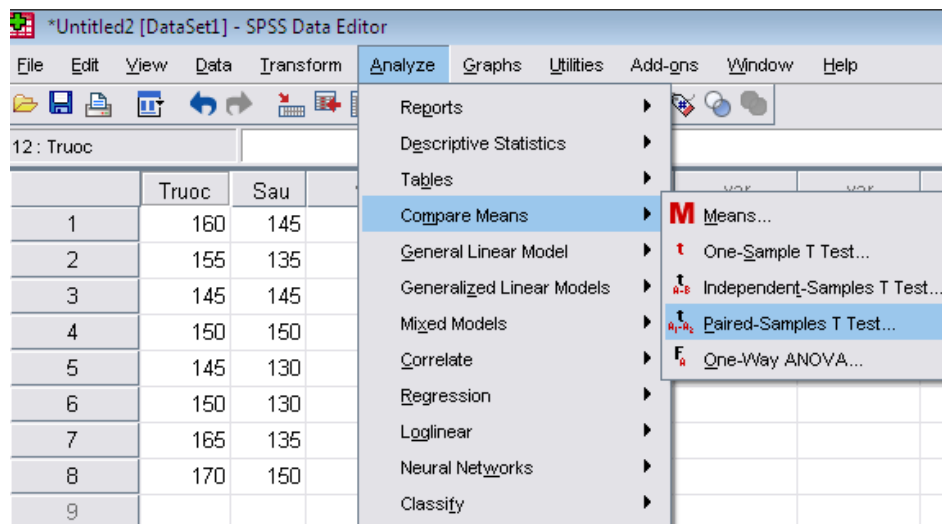 *Untitled2 [DataSet1] - SPSS Data Editor
File Edit View Data Transform Analyze Graphs Utilities Add-ons Window Help
12 : Truoc
Truoc Sau var var
1 160 145
2 155 135
3 145 145
4 150 150
5 145 130
6 150 130
7 165 135
8 170 150
9
Reports
Descriptive Statistics
Tables
Compare Means
General Linear Model
Generalized Linear Models
Mixed Models
Correlate
Regression
Loglinear
Neural Networks
Classify
M Means...
t One-Sample T Test...
t A-B Independent-Samples T Test...
t A₁-A₂ Paired-Samples T Test...
F A One-Way ANOVA...